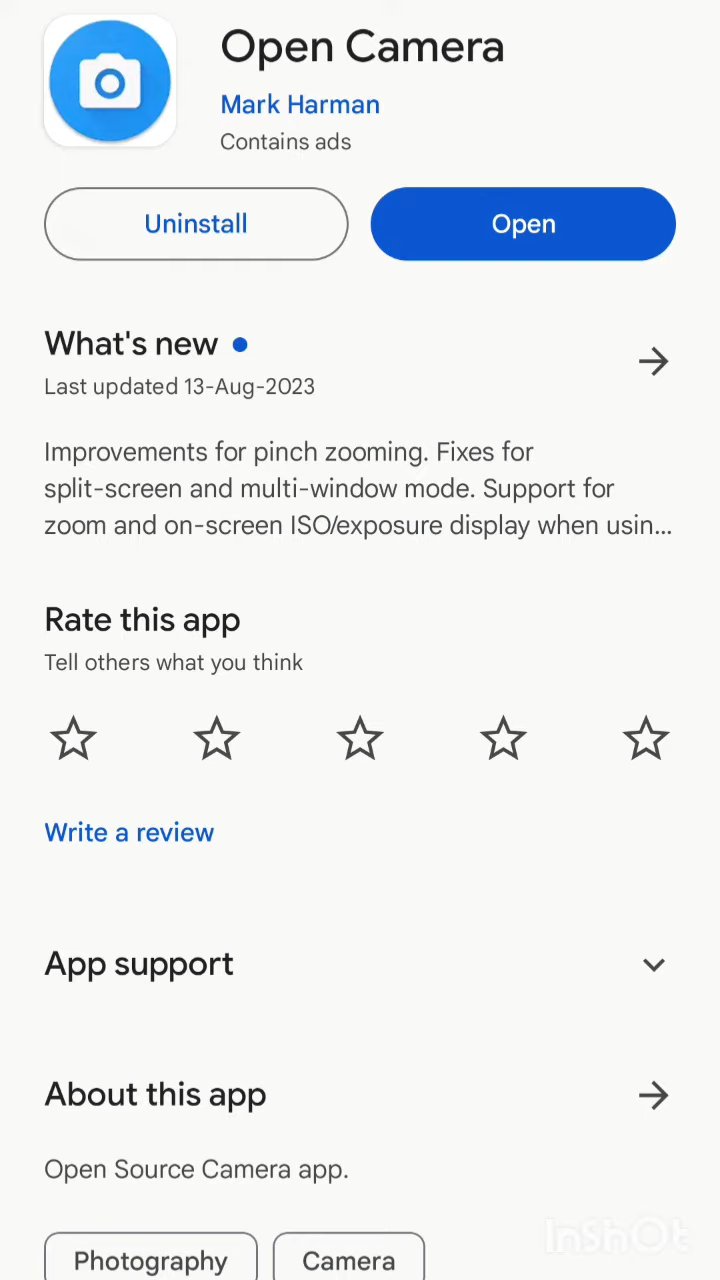 Open Camera
Mark Harman
Contains ads
Uninstall
Open
What's new
Last updated 13-Aug-2023
Improvements for pinch zooming. Fixes for
split-screen and multi-window mode. Support for
zoom and on-screen ISO/exposure display when usin...
Rate this app
Tell others what you think
Write a review
App support
About this app
Open Source Camera app.
Photography
Camera
InShOt